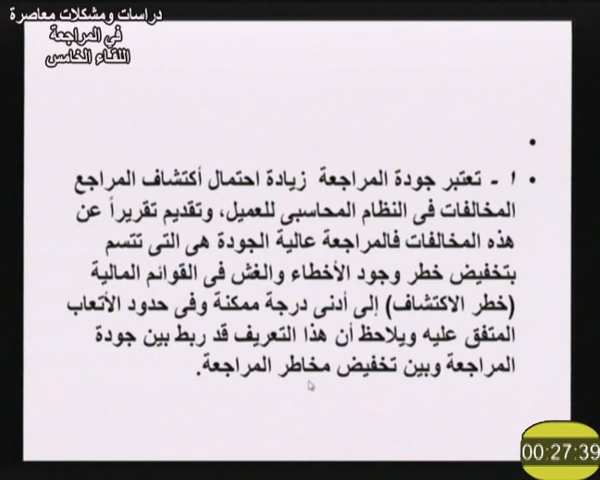 دراسات ومشكلات معاصرة
في المراجعة
اللقاء الخامس
•
• ١ - تعتبر جودة المراجعة زيادة احتمال أكتشاف المراجع
المخالفات فى النظام المحاسبى للعميل، وتقديم تقريراً عن
هذه المخالفات فالمراجعة عالية الجودة هى التى تتسم
بتخفيض خطر وجود الأخطاء والغش فى القوائم المالية
(خطر الاكتشاف) إلى أدنى درجة ممكنة وفى حدود الأتعاب
المتفق عليه ويلاحظ أن هذا التعريف قد ربط بين جودة
المراجعة وبين تخفيض مخاطر المراجعة.
00:27:39